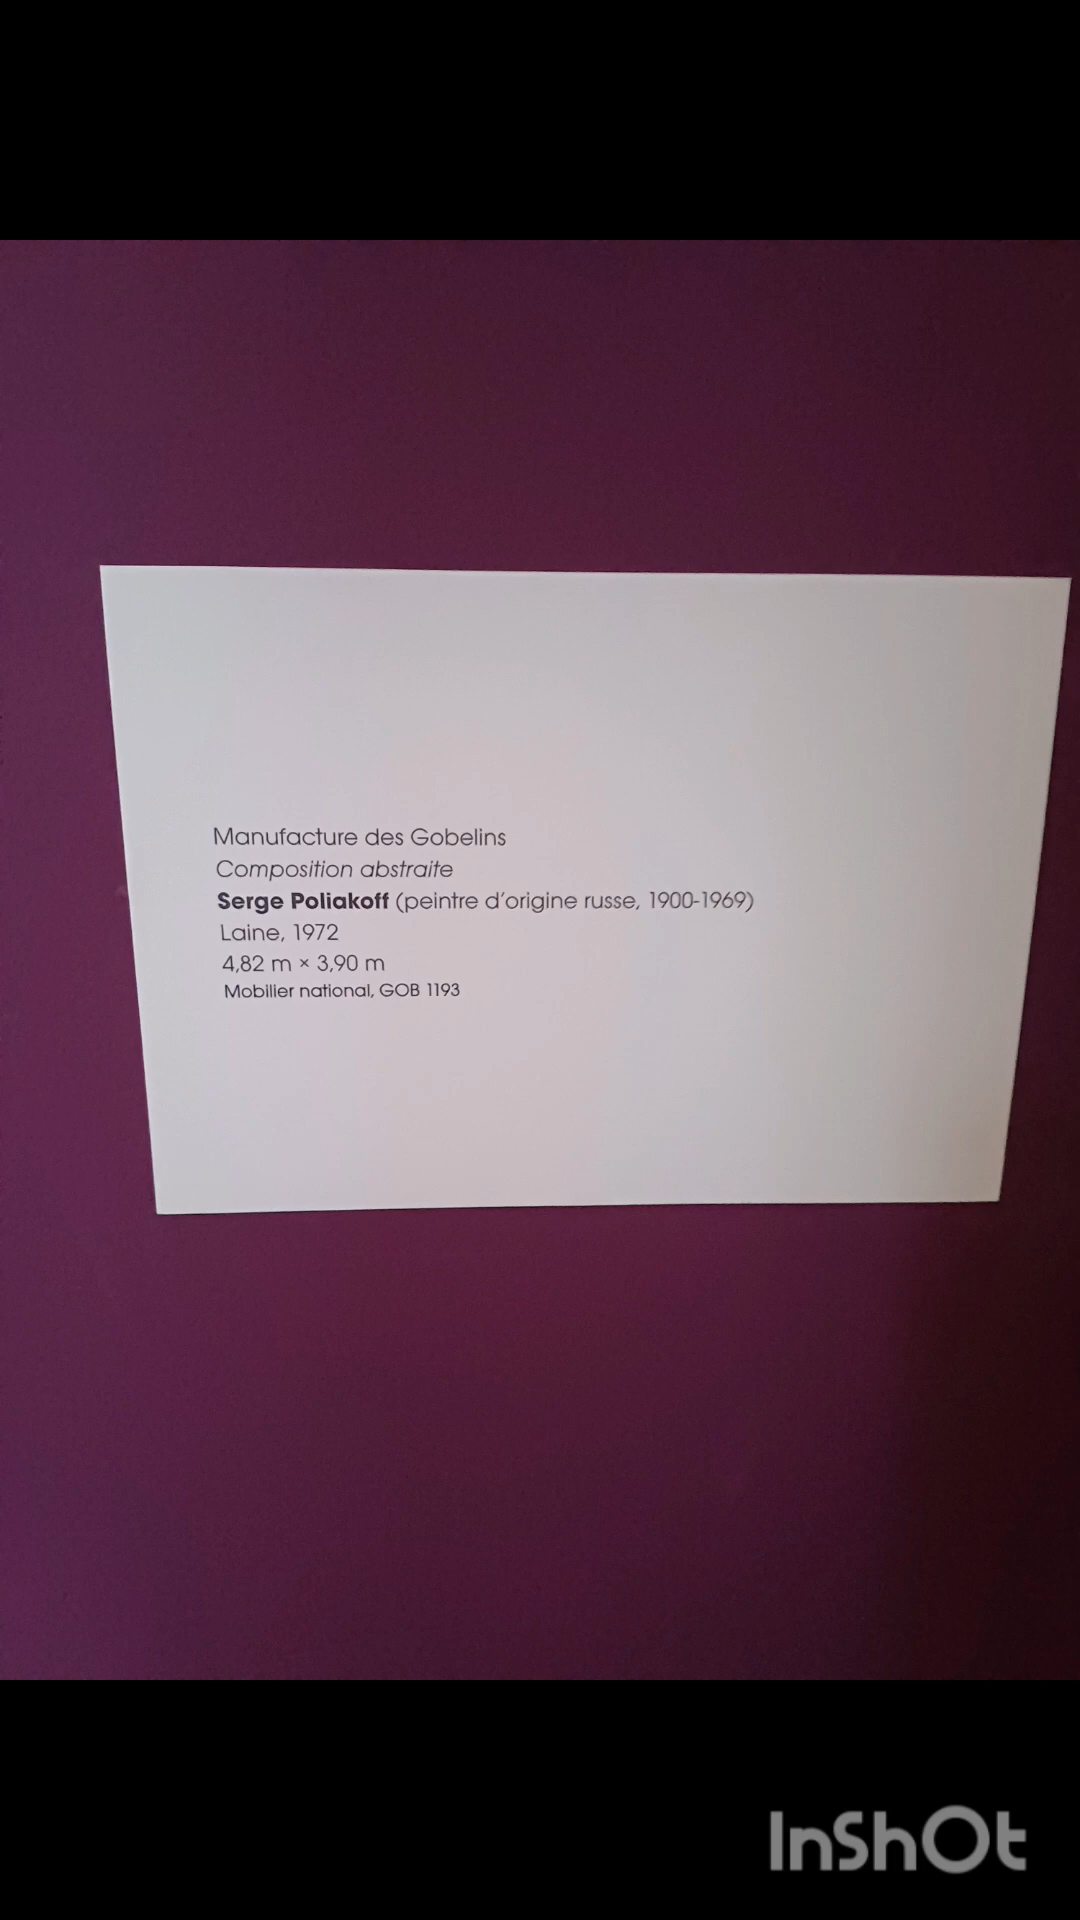 Manufacture des Gobelins
Composition abstraite
Serge Poliakoff (peintre d'origine russe, 1900-1969)
Laine, 1972
4,82 m × 3,90 m
Mobilier national, GOB 1193
InShOt